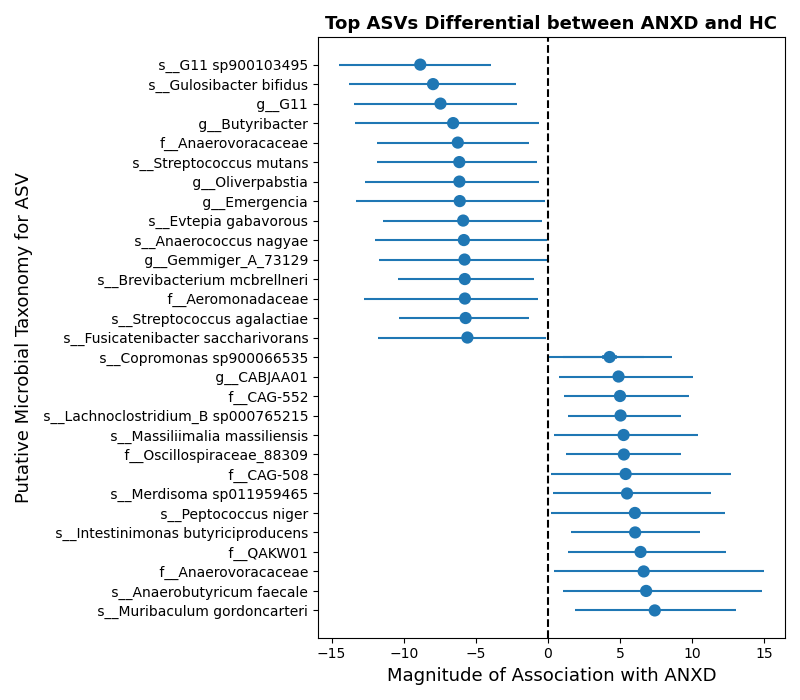 Top ASVs Differential between ANXD and HC
Putative Microbial Taxonomy for ASV
s__G11 sp900103495
s__Gulosibacter bifidus
g__G11
g__Butyribacter
f__Anaerovoracaceae
s__Streptococcus mutans
g__Oliverpabstia
g__Emergencia
s__Evtepia gabavorous
s__Anaerococcus nagyae
g__Gemmiger_A_73129
s__Brevibacterium mcbrellneri
f__Aeromonadaceae
s__Streptococcus agalactiae
s__Fusicatenibacter saccharivorans
s__Copromonas sp900066535
g__CABJAA01
f__CAG-552
s__Lachnoclostridium_B sp000765215
s__Massiliimalia massiliensis
f__Oscillospiraceae_88309
f__CAG-508
s__Merdisoma sp011959465
s__Peptococcus niger
s__Intestinimonas butyriciproducens
f__QAKW01
f__Anaerovoracaceae
s__Anaerobutyricum faecale
s__Muribaculum gordoncarteri
−15 −10 −5 0 5 10 15
Magnitude of Association with ANXD